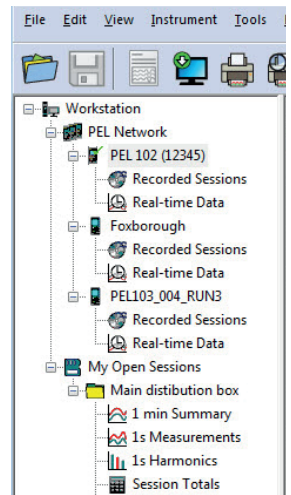 File Edit View Instrument Tools
Workstation
PEL Network
PEL 102 (12345)
Recorded Sessions
Real-time Data
Foxborough
Recorded Sessions
Real-time Data
PEL103_004_RUN3
Recorded Sessions
Real-time Data
My Open Sessions
Main distibution box
1 min Summary
1s Measurements
1s Harmonics
Session Totals